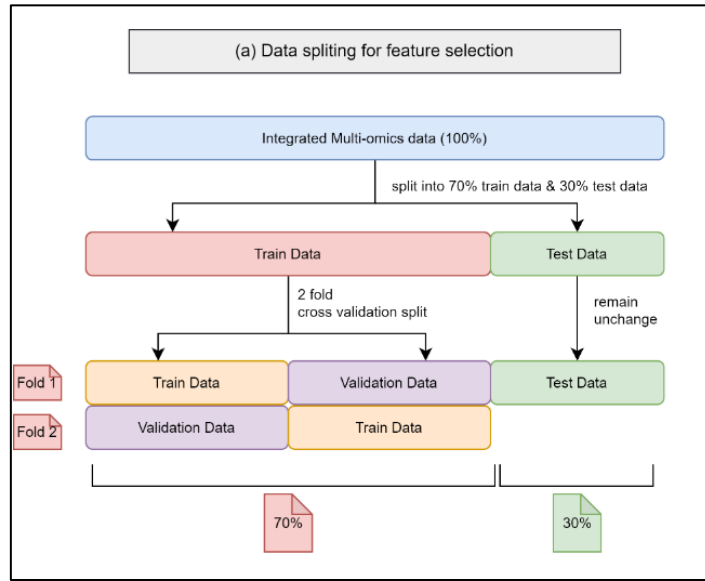 (a) Data spliting for feature selection
Integrated Multi-omics data (100%)
split into 70% train data & 30% test data
Train Data
Test Data
2 fold
cross validation split
remain
unchange
Fold 1
Train Data
Validation Data
Test Data
Fold 2
Validation Data
Train Data
70%
30%